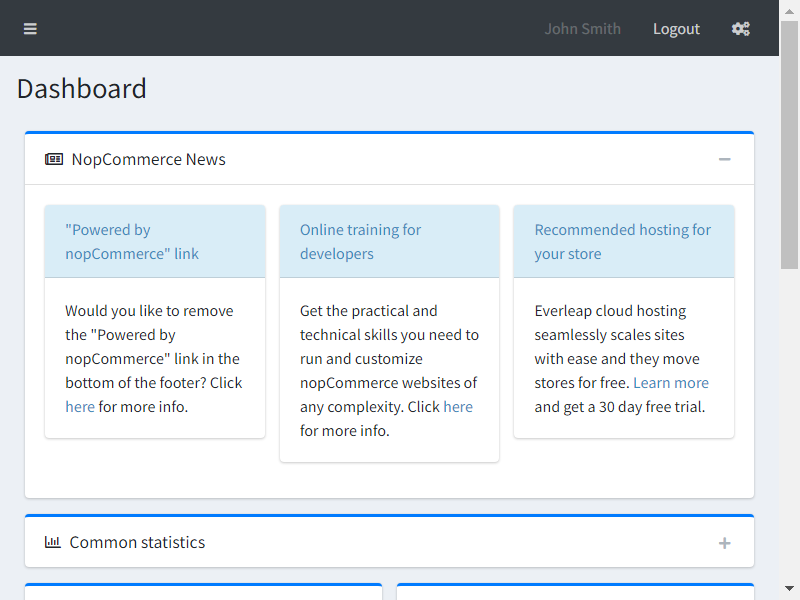 John Smith Logout
Dashboard
NopCommerce News
"Powered by
nopCommerce" link
Would you like to remove
the "Powered by
nopCommerce" link in the
bottom of the footer? Click
here for more info.
Online training for
developers
Get the practical and
technical skills you need to
run and customize
nopCommerce websites of
any complexity. Click here
for more info.
Recommended hosting for
your store
Everleap cloud hosting
seamlessly scales sites
with ease and they move
stores for free. Learn more
and get a 30 day free trial.
Common statistics